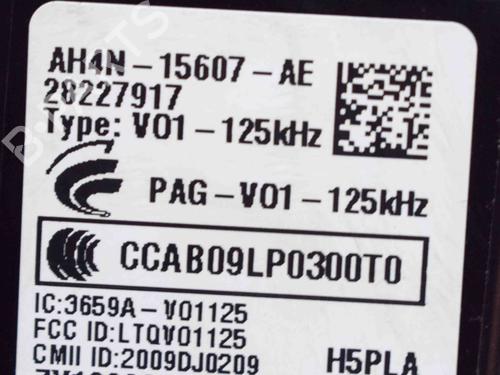 AH4N-15607-AE
28227917
Type: V01-125kHz
PAG-V01-125kHz
CCAB09LP0300T0
IC:3659A-V01125
FCC ID:LTQV01125
CMII ID:2009DJ0209
H5PLA